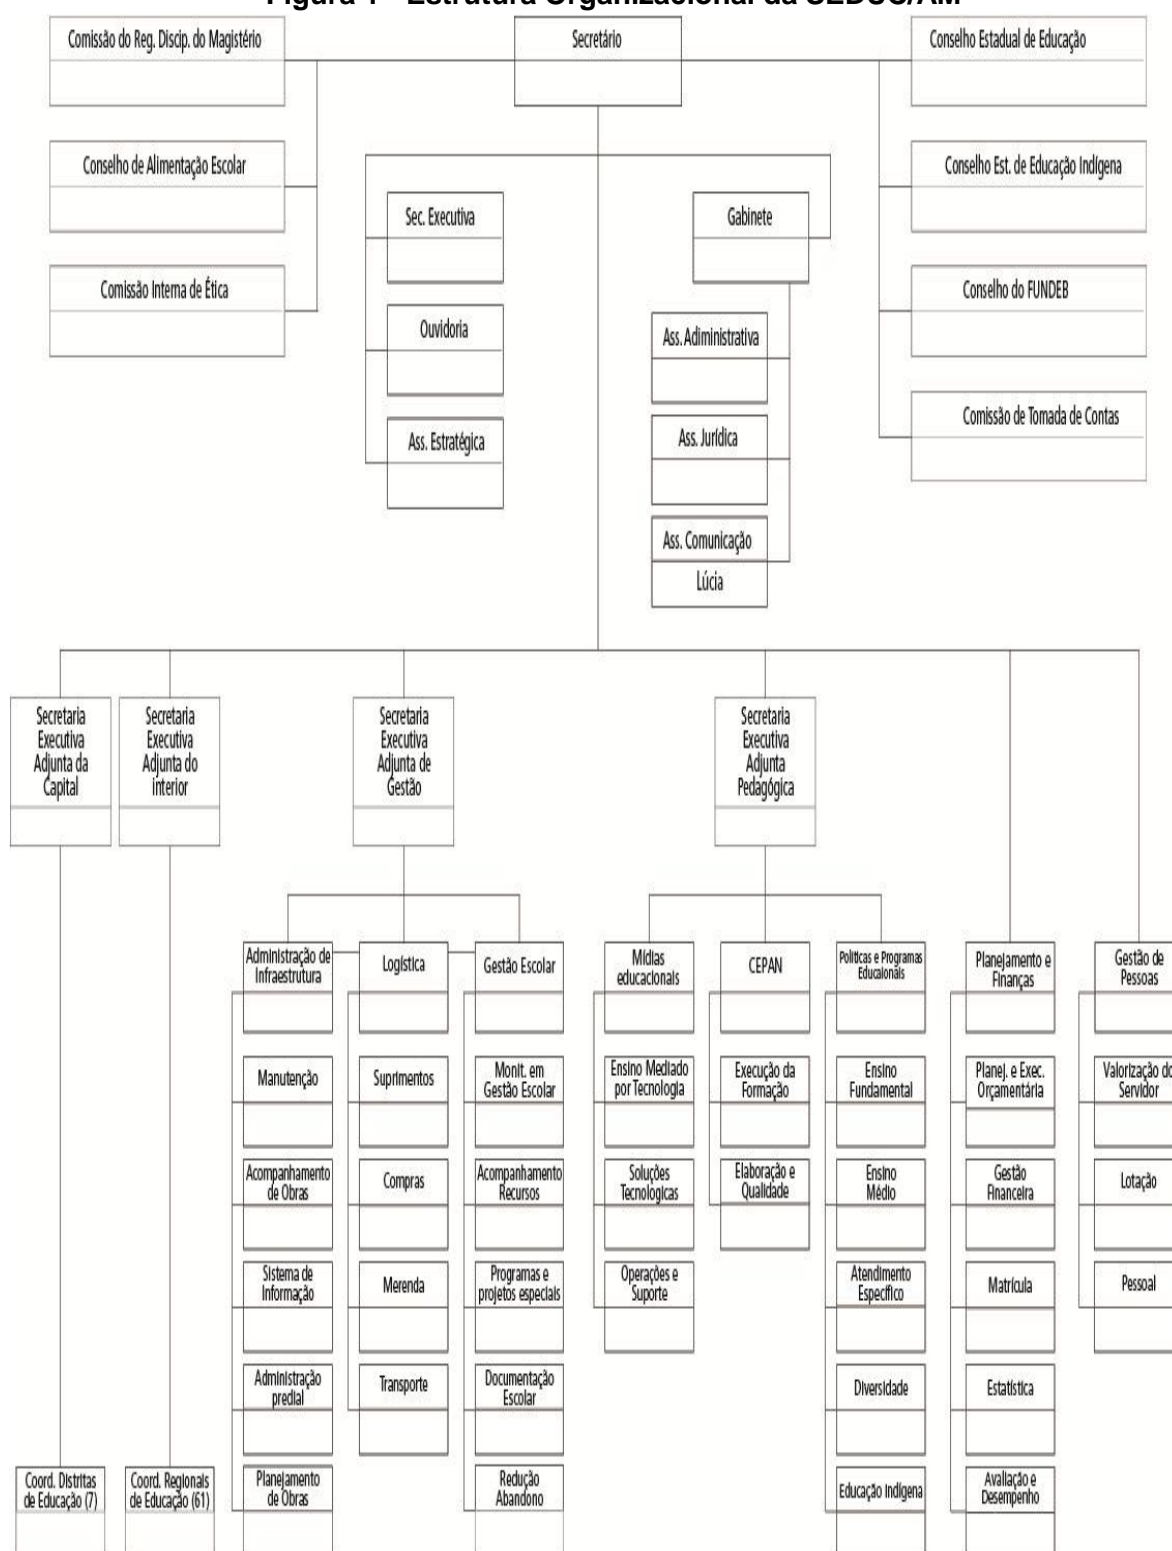 Figura 1 - Estrutura Organizacional da SEDUC/AM
Comissão do Reg. Discip. do Magistério
Secretário
Conselho Estadual de Educação
Conselho de Alimentação Escolar
Conselho Est. de Educação Indígena
Sec. Executiva
Gabinete
Comissão Interna de Ética
Conselho do FUNDEB
Ouvidoria
Ass. Adiministrativa
Comissão de Tomada de Contas
Ass. Estratégica
Ass. Jurídica
Ass. Comunicação
Lúcia
Secretaria
Executiva
Adjunta da
Capital
Secretaria
Executiva
Adjunta do
interior
Secretaria
Executiva
Adjunta de
Gestão
Secretaria
Executiva
Adjunta
Pedagógica
Administração de
Infraestrutura
Logística
Gestão Escolar
Mídias
educacionais
CEPAN
Politicas e Programas
Educaionais
Planejamento e
Finanças
Gestão de
Pessoas
Manutenção
Suprimentos
Monit. em
Gestão Escolar
Ensino Mediado
por Tecnologia
Execução da
Formação
Ensino
Fundamental
Planej. e Exec.
Orçamentária
Valorização do
Servidor
Acompanhamento
de Obras
Compras
Acompanhamento
Recursos
Soluções
Tecnologicas
Elaboração e
Qualidade
Ensino
Médio
Gestão
Financeira
Lotação
Sistema de
Informação
Merenda
Programas e
projetos especiais
Operações e
Suporte
Atendimento
Específico
Matrícula
Pessoal
Administração
predial
Transporte
Documentação
Escolar
Diversidade
Estatística
Coord. Distritas
de Educação (7)
Coord. Regionais
de Educação (61)
Planejamento
de Obras
Redução
Abandono
Educação Indígena
Avaliação e
Desempenho